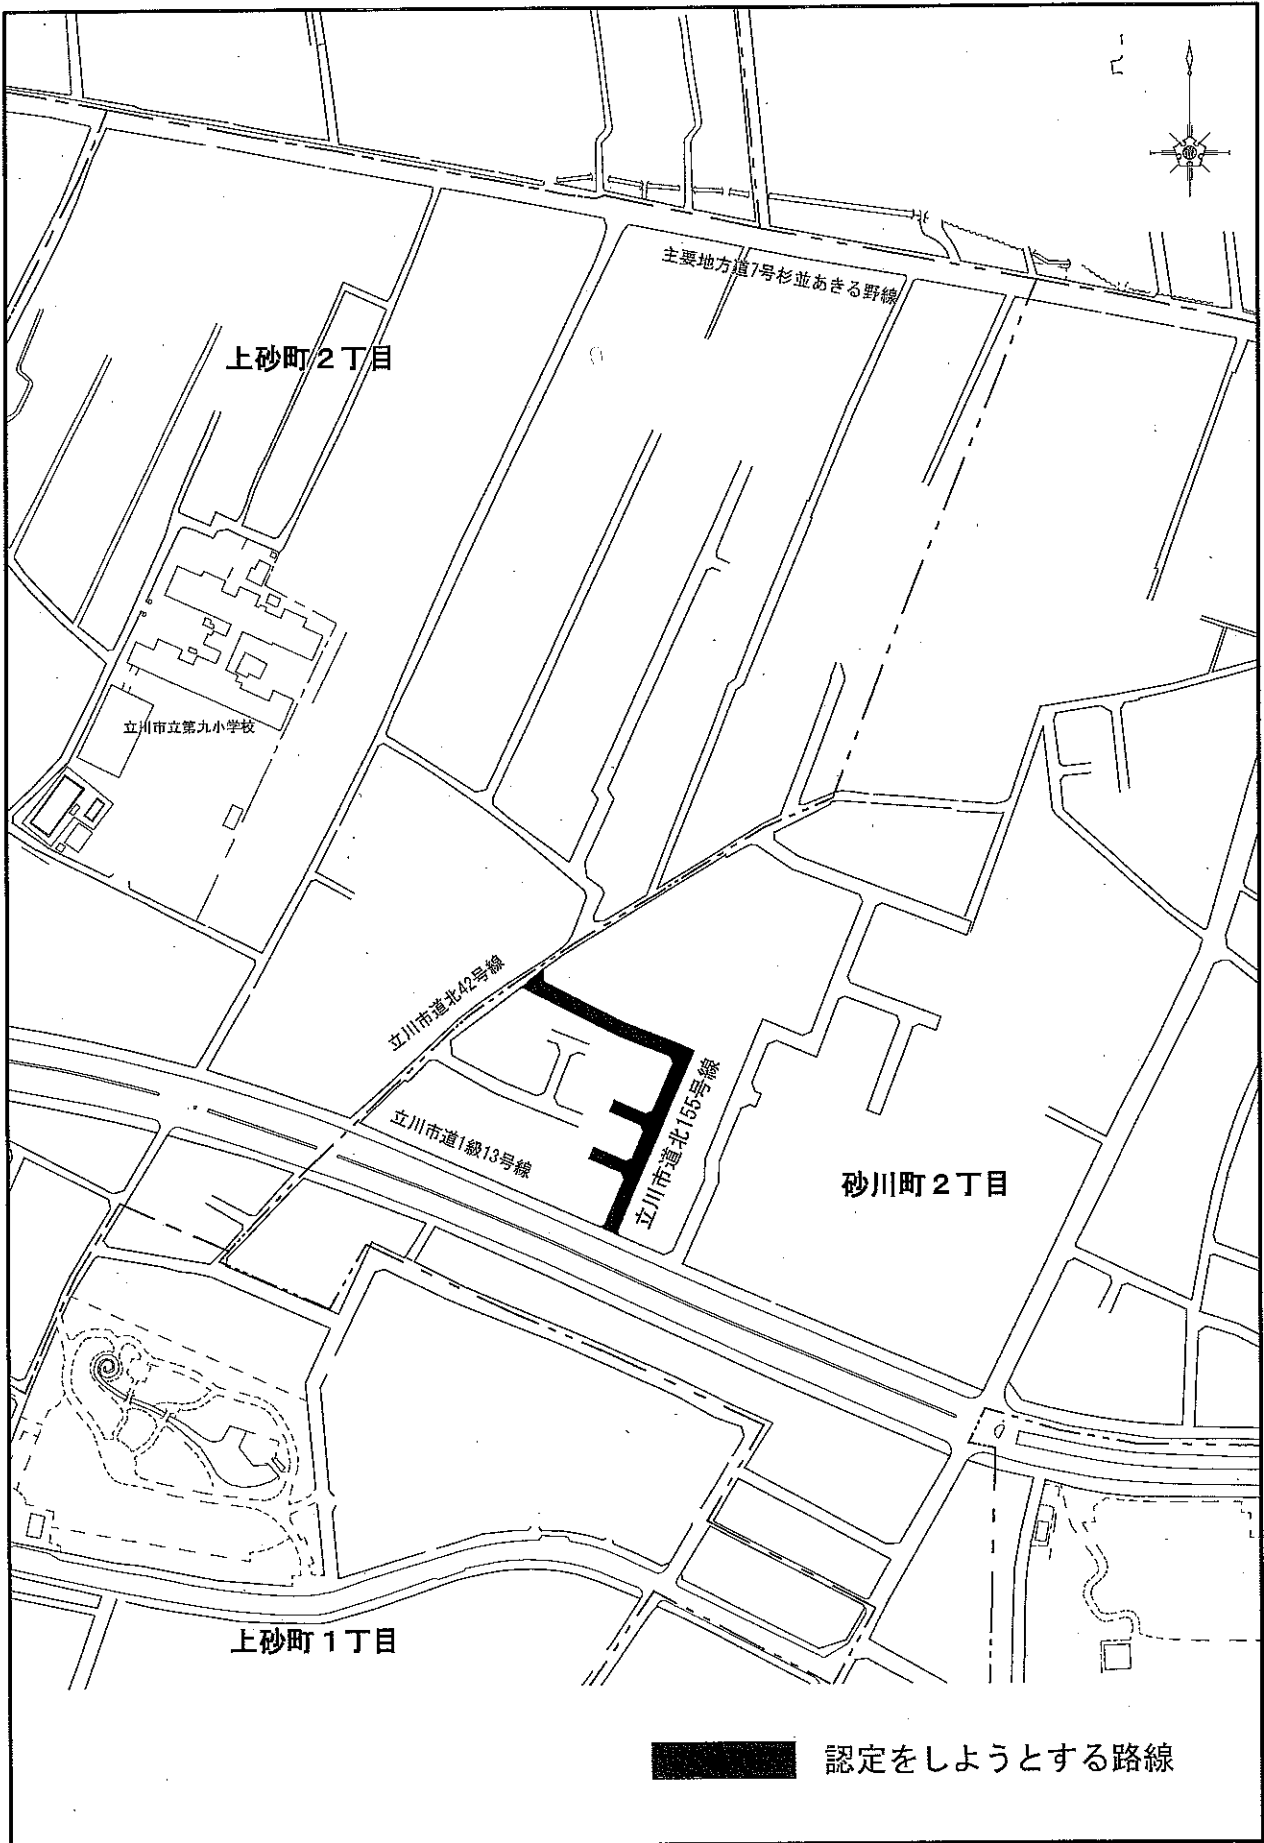 主要地方道7号杉並あきる野線
上砂町2丁目
立川市立第九小学校
立川市道北42号線
立川市道1級13号線
立川市道北155号線
砂川町2丁目
上砂町1丁目
認定をしようとする路線